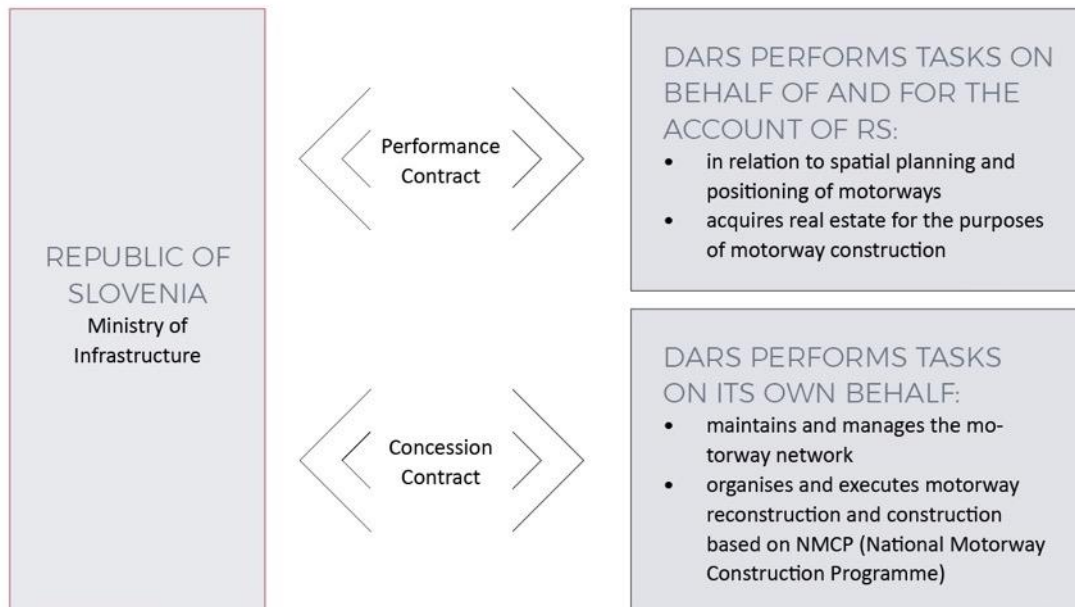 REPUBLIC OF
SLOVENIA
Ministry of
Infrastructure
Performance
Contract
DARS PERFORMS TASKS ON
BEHALF OF AND FOR THE
ACCOUNT OF RS:
• in relation to spatial planning and
positioning of motorways
• acquires real estate for the purposes
of motorway construction
Concession
Contract
DARS PERFORMS TASKS
ON ITS OWN BEHALF:
• maintains and manages the mo-
torway network
• organises and executes motorway
reconstruction and construction
based on NMCP (National Motorway
Construction Programme)